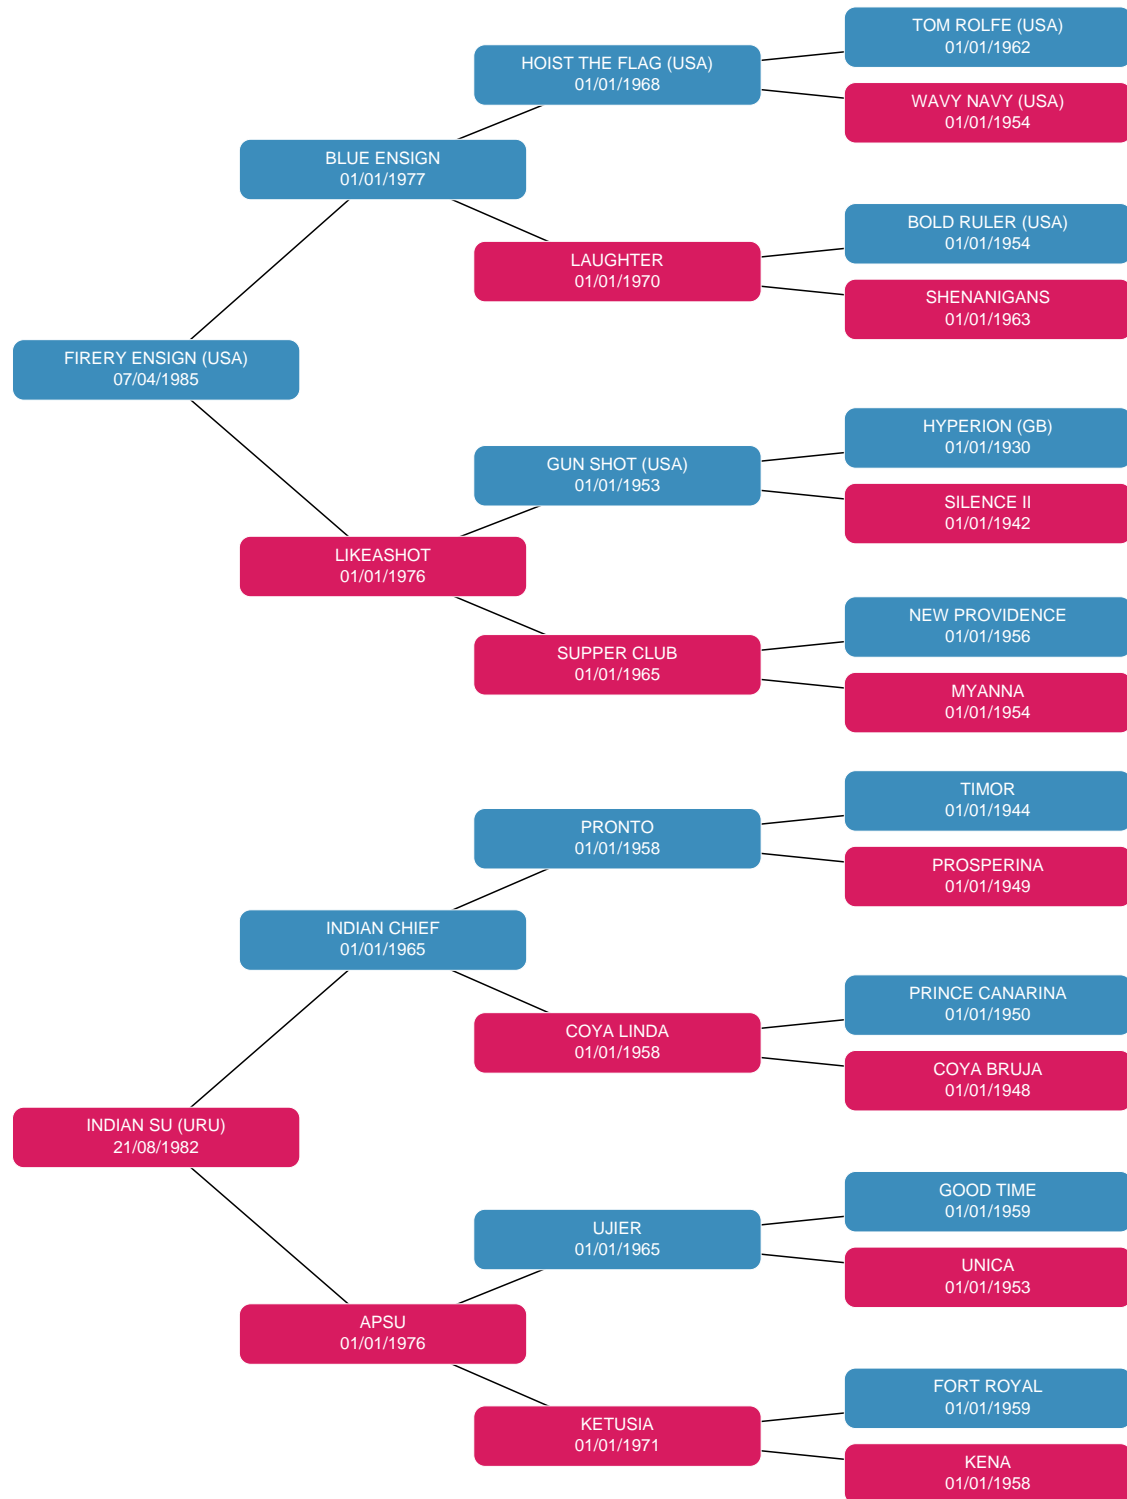 TOM ROLFE (USA)
01/01/1962
HOIST THE FLAG (USA)
01/01/1968
WAVY NAVY (USA)
01/01/1954
BLUE ENSIGN
01/01/1977
BOLD RULER (USA)
01/01/1954
LAUGHTER
01/01/1970
SHENANIGANS
01/01/1963
FIRERY ENSIGN (USA)
07/04/1985
HYPERION (GB)
01/01/1930
GUN SHOT (USA)
01/01/1953
SILENCE II
01/01/1942
LIKEASHOT
01/01/1976
NEW PROVIDENCE
01/01/1956
SUPPER CLUB
01/01/1965
MYANNA
01/01/1954
TIMOR
01/01/1944
PRONTO
01/01/1958
PROSPERINA
01/01/1949
INDIAN CHIEF
01/01/1965
PRINCE CANARINA
01/01/1950
COYA LINDA
01/01/1958
COYA BRUJA
01/01/1948
INDIAN SU (URU)
21/08/1982
GOOD TIME
01/01/1959
UJIER
01/01/1965
UNICA
01/01/1953
APSU
01/01/1976
FORT ROYAL
01/01/1959
KETUSIA
01/01/1971
KENA
01/01/1958